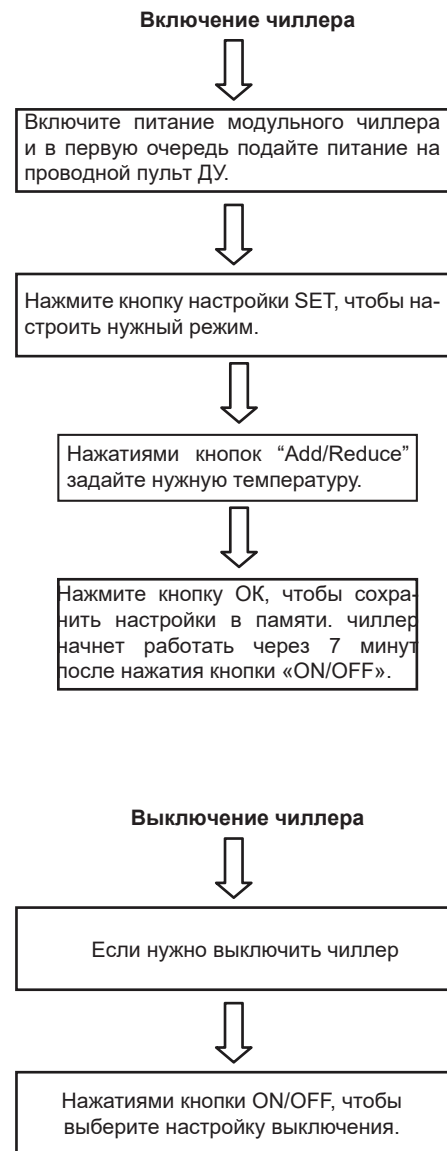 Включение чиллера
Включите питание модульного чиллера
и в первую очередь подайте питание на
проводной пульт ДУ.
Нажмите кнопку настройки SET, чтобы на-
строить нужный режим.
Нажатиями кнопок “Add/Reduce”
задайте нужную температуру.
Нажмите кнопку ОК, чтобы сохра-
нить настройки в памяти. чиллер
начнет работать через 7 минут
после нажатия кнопки «ON/OFF».
Выключение чиллера
Если нужно выключить чиллер
Нажатиями кнопки ON/OFF, чтобы
выберите настройку выключения.